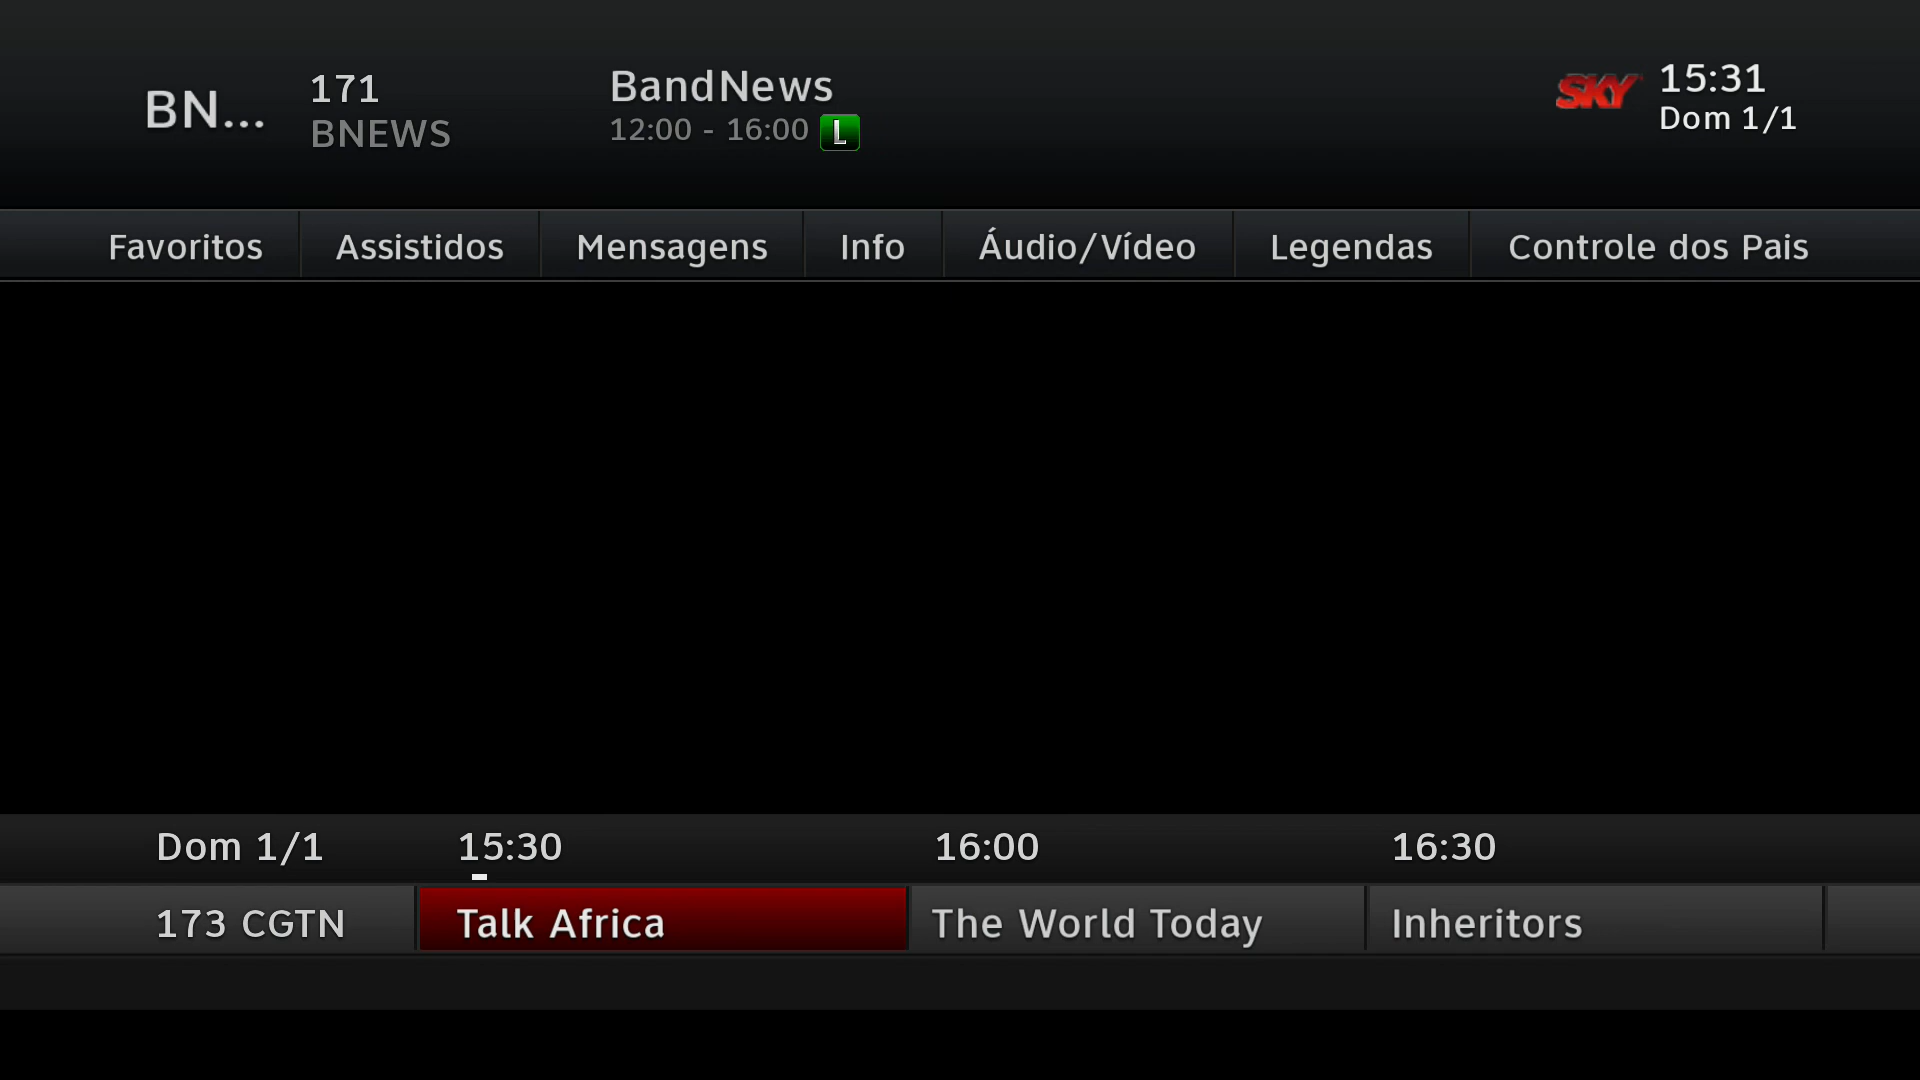 BN...
171
BNEWS
BandNews
12:00 - 16:00 L
SKY
15:31
Dom 1/1
Favoritos Assistidos Mensagens Info Áudio/Vídeo Legendas Controle dos Pais
Dom 1/1 15:30 16:00 16:30
173 CGTN Talk Africa The World Today Inheritors